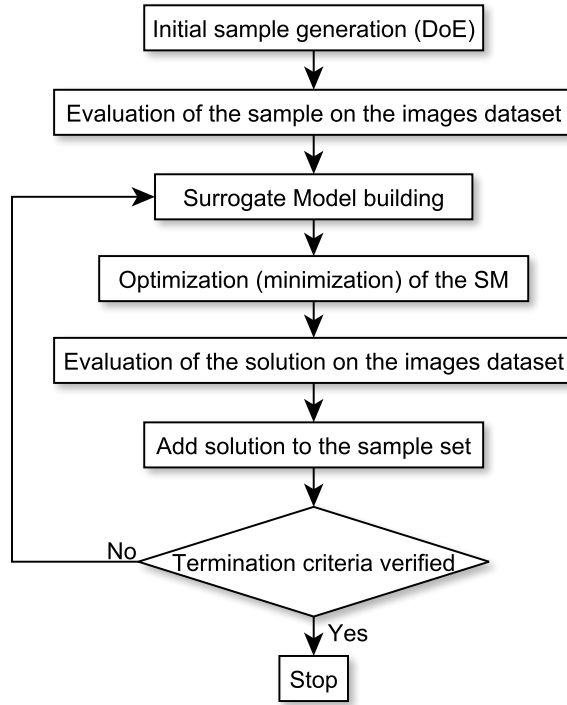 Initial sample generation (DoE)
Evaluation of the sample on the images dataset
Surrogate Model building
Optimization (minimization) of the SM
Evaluation of the solution on the images dataset
Add solution to the sample set
No
Termination criteria verified
Yes
Stop